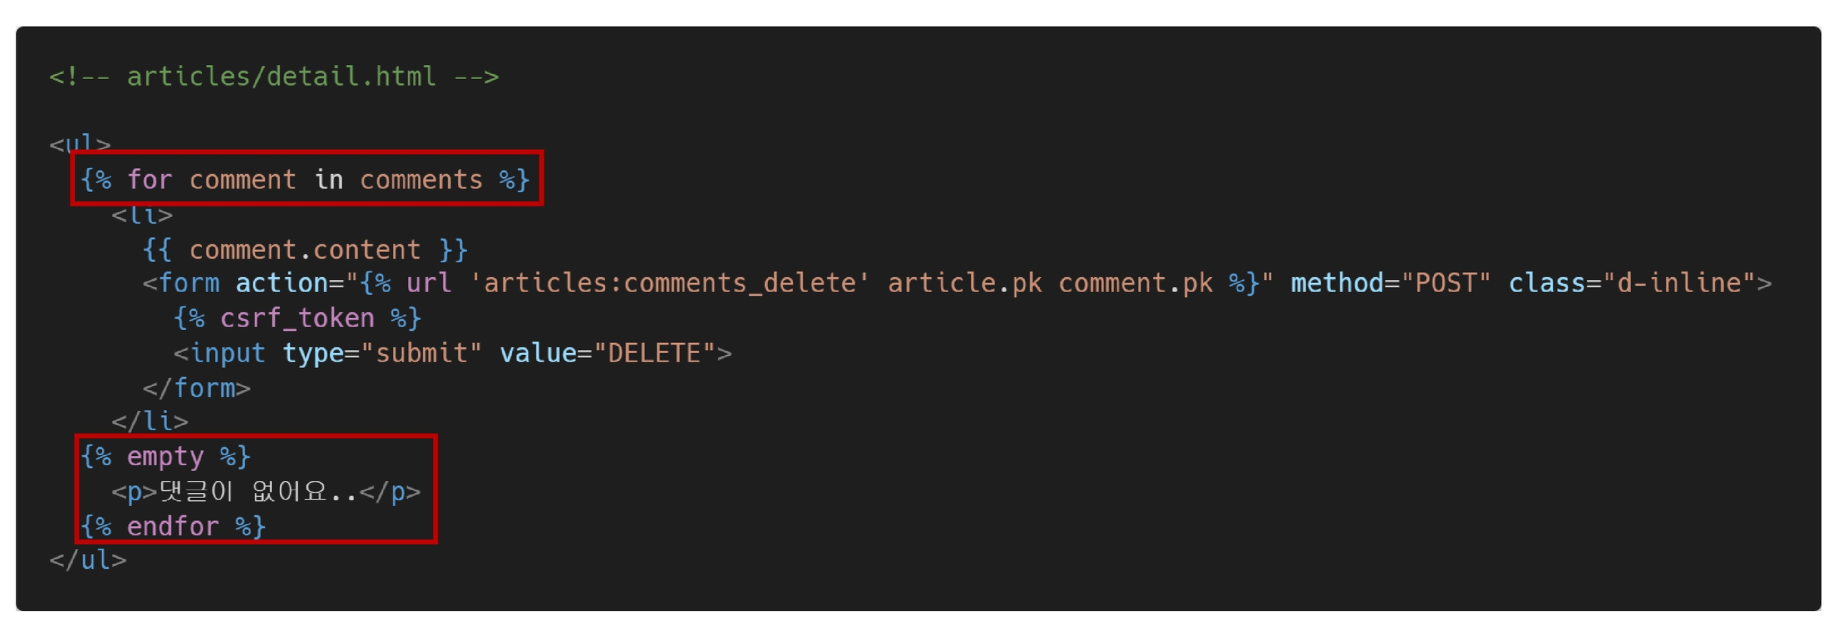 <!-- articles/detail.html -->
<ul>
{% for comment in comments %}
<li>
{{ comment.content }}
<form action="{% url 'articles:comments_delete' article.pk comment.pk %}" method="POST" class="d-inline">
{% csrf_token %}
<input type="submit" value="DELETE">
</form>
</li>
{% empty %}
<p>댓글이 없어요..</p>
{% endfor %}
</ul>